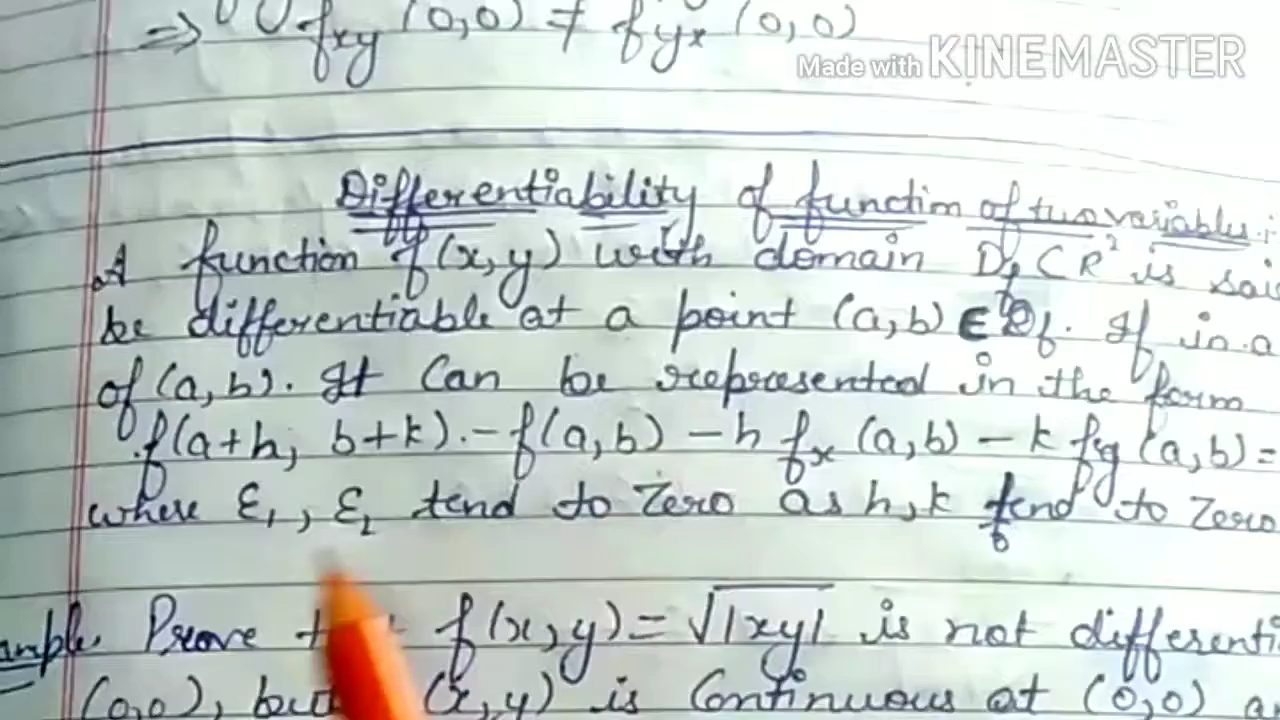 ⇒ fxy (0,0) ≠ fyx (0,0)
Made with KINEMASTER
Differentiability of function of two variables :
A function f(x,y) with domain Df ⊂ R² is sai
be differentiable at a point (a,b) ∈ Df. If in a
of (a,b). It Can be represented in the form
f(a+h, b+k).-f(a,b) - h fx (a,b) - k fy (a,b) =
where ε₁, ε₂ tend to Zero as h,k tend to Zero
ample. Prove f(x,y) = √|xy| is not differenti
(0,0), but (x,y) is Continuous at (0,0) a